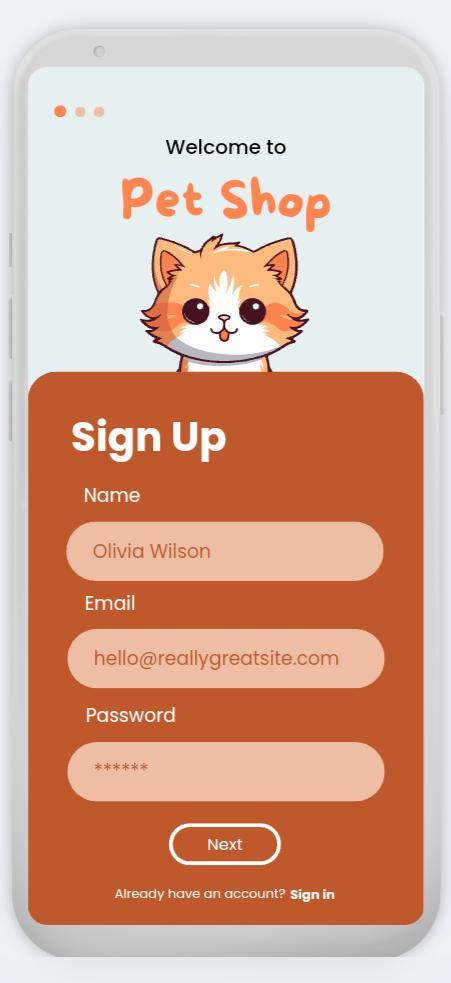 Welcome to
Pet Shop
Sign Up
Name
Olivia Wilson
Email
hello@reallygreatsite.com
Password
******
Next
Already have an account? Sign in